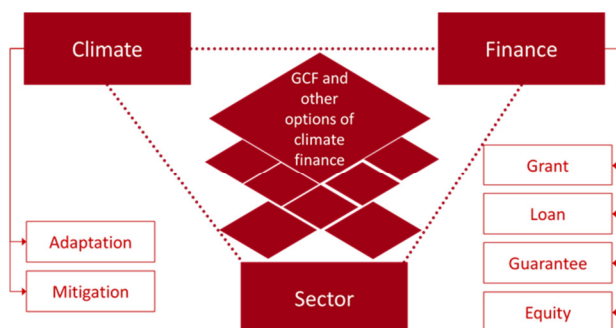 Climate
Finance
GCF and
other
options of
climate
finance
Grant
Loan
Adaptation
Guarantee
Mitigation
Sector
Equity